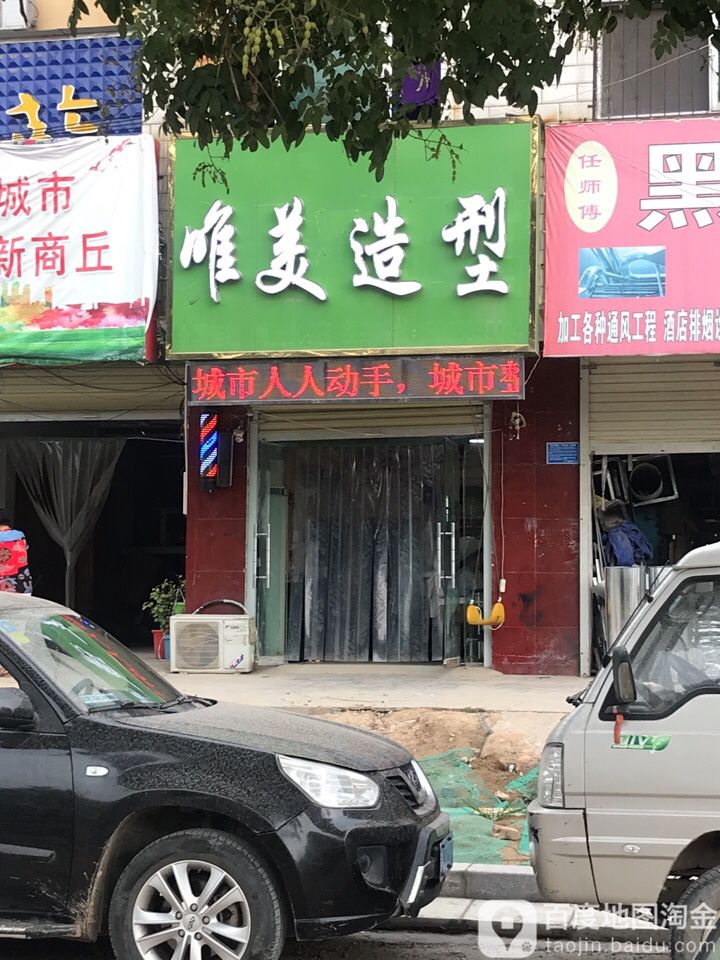 城市
新商丘
唯美造型
城市人人动手，城市
任师傅
黑
加工各种通风工程 酒店排烟
百度地图淘金
taojin.baidu.com